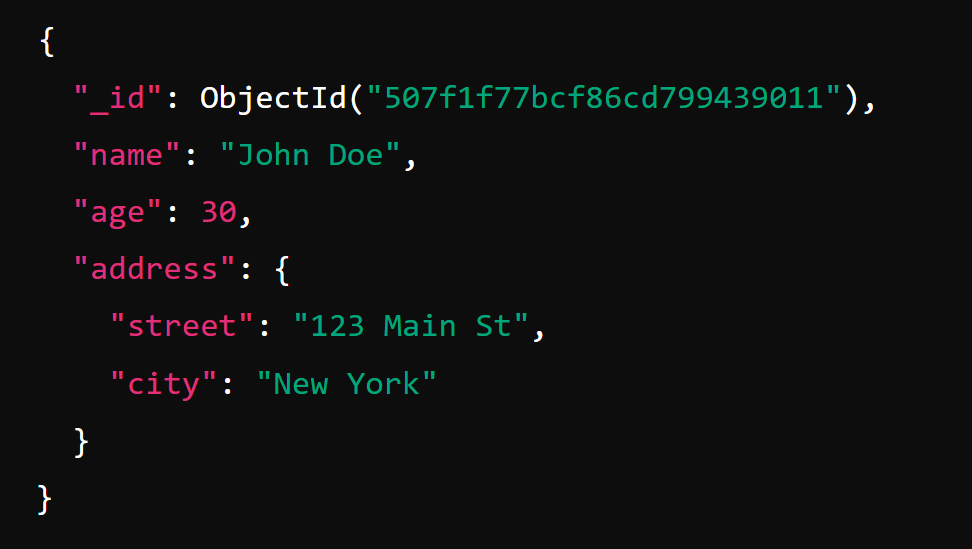 {
  "_id": ObjectId("507f1f77bcf86cd799439011"),
  "name": "John Doe",
  "age": 30,
  "address": {
    "street": "123 Main St",
    "city": "New York"
  }
}